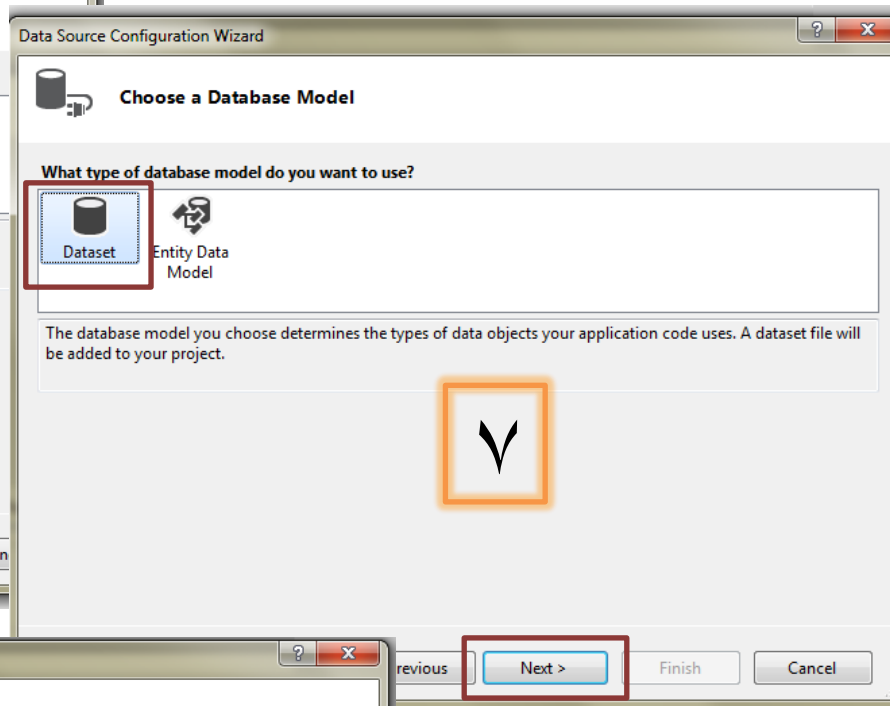 Data Source Configuration Wizard
Choose a Database Model
What type of database model do you want to use?
Dataset
Entity Data
Model
The database model you choose determines the types of data objects your application code uses. A dataset file will
be added to your project.
٧
revious
Next >
Finish
Cancel